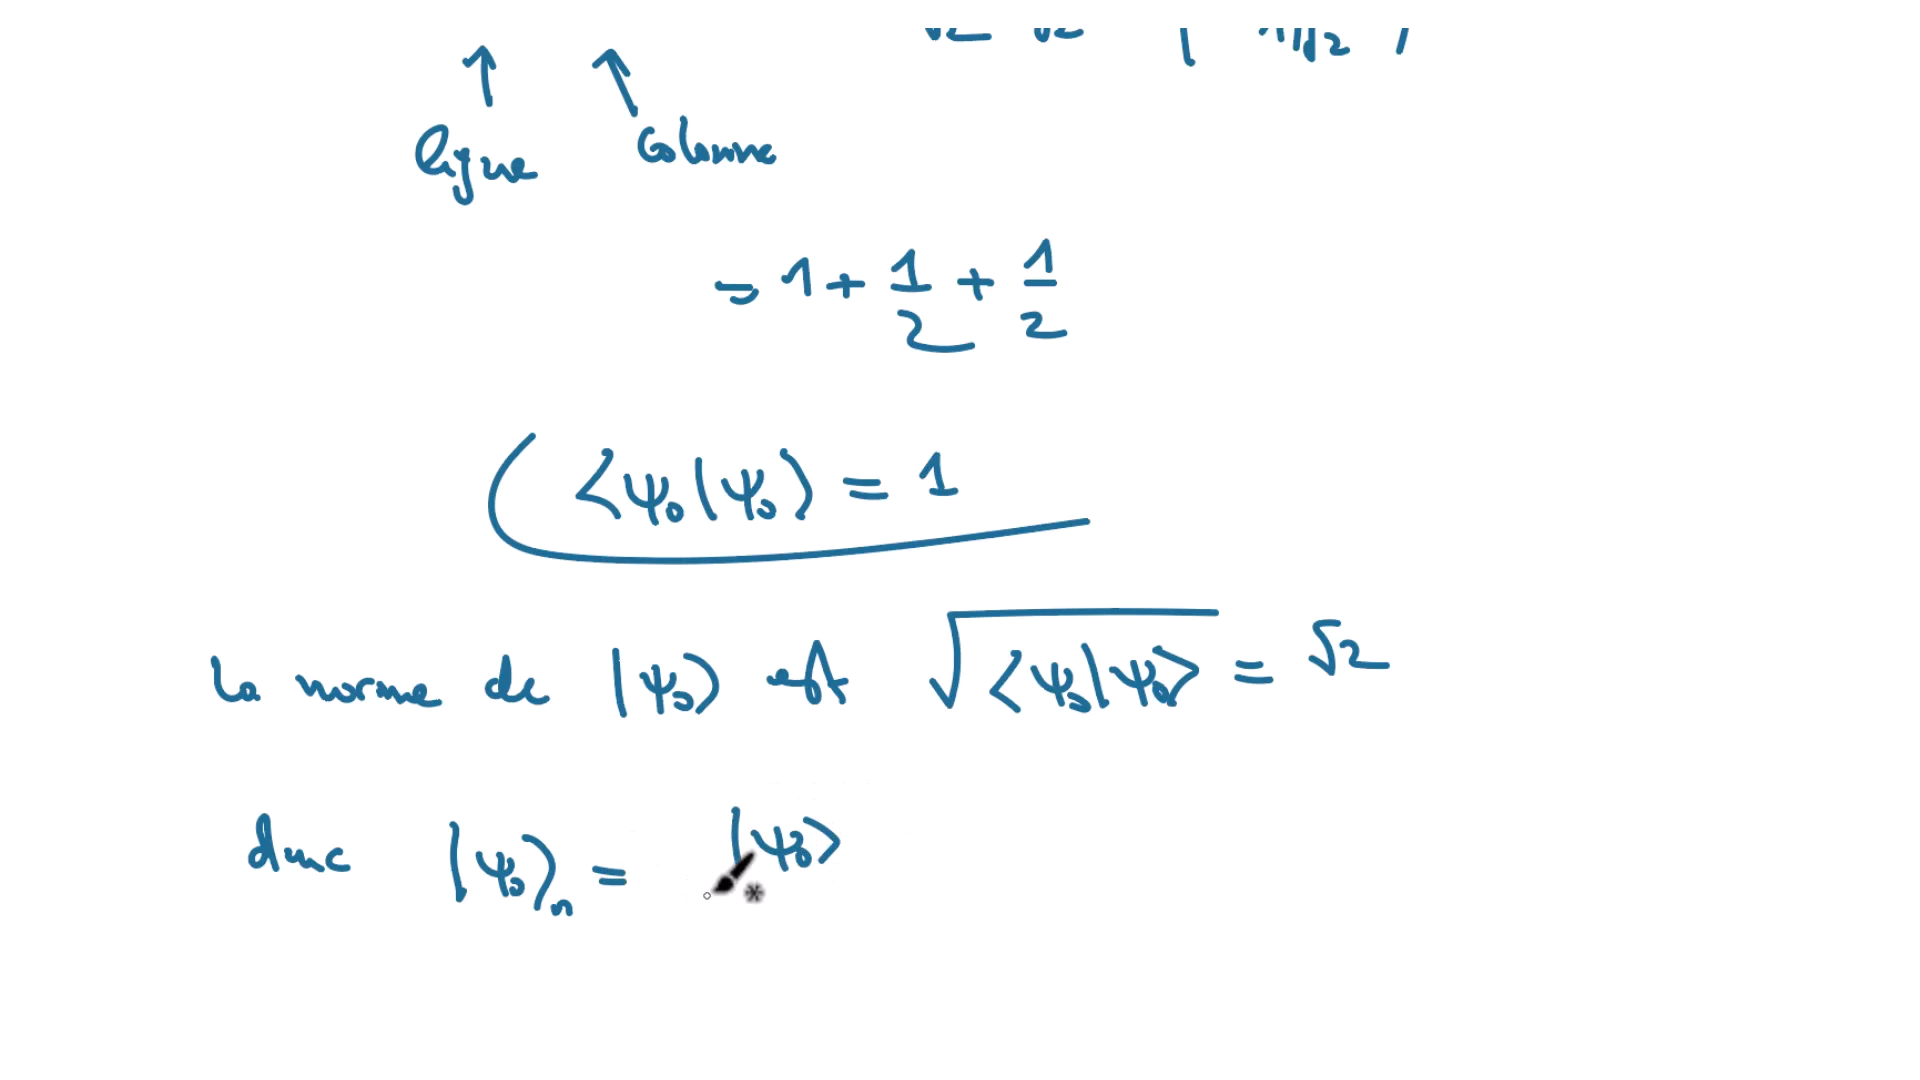 ligne colonne
= 1 + 1/2 + 1/2
⟨ψ₀|ψ₀⟩ = 1
la norme de |ψ₀⟩ est √⟨ψ₀|ψ₀⟩ = √2
donc |ψ₀⟩ₙ = |ψ₀⟩